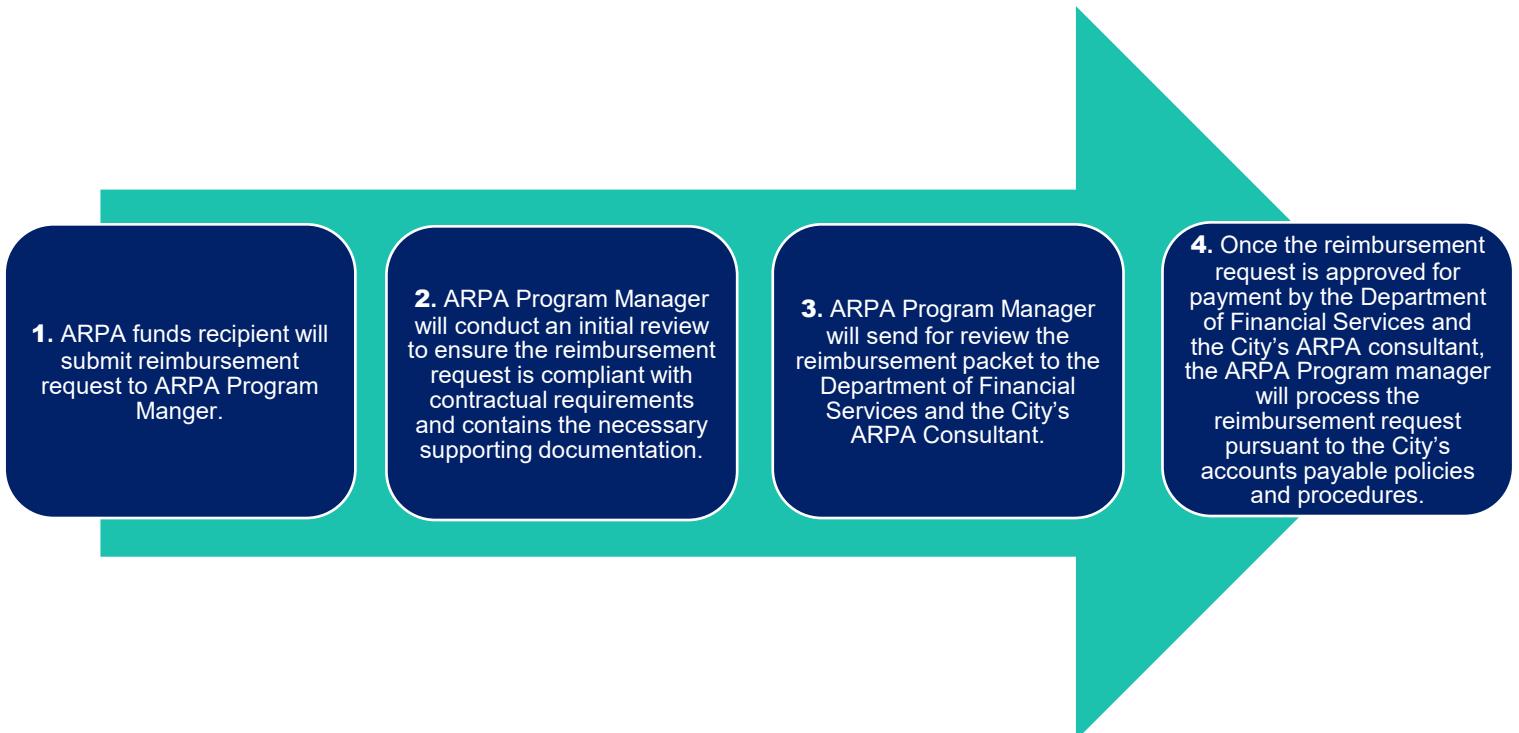 1. ARPA funds recipient will
submit reimbursement
request to ARPA Program
Manger.
2. ARPA Program Manager
will conduct an initial review
to ensure the reimbursement
request is compliant with
contractual requirements
and contains the necessary
supporting documentation.
3. ARPA Program Manager
will send for review the
reimbursement packet to the
Department of Financial
Services and the City’s
ARPA Consultant.
4. Once the reimbursement
request is approved for
payment by the Department
of Financial Services and
the City’s ARPA consultant,
the ARPA Program manager
will process the
reimbursement request
pursuant to the City’s
accounts payable policies
and procedures.